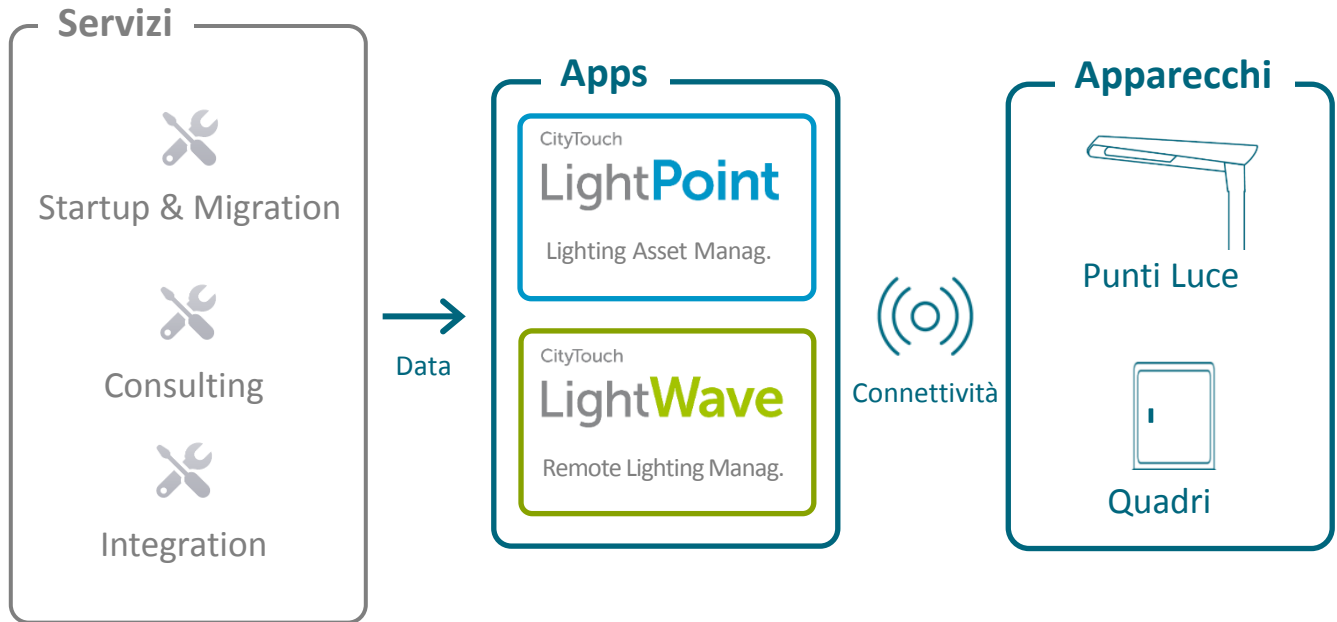 Servizi
Startup & Migration
Consulting
Integration
Data
Apps
CityTouch
LightPoint
Lighting Asset Manag.
CityTouch
LightWave
Remote Lighting Manag.
Connettività
Apparecchi
Punti Luce
Quadri